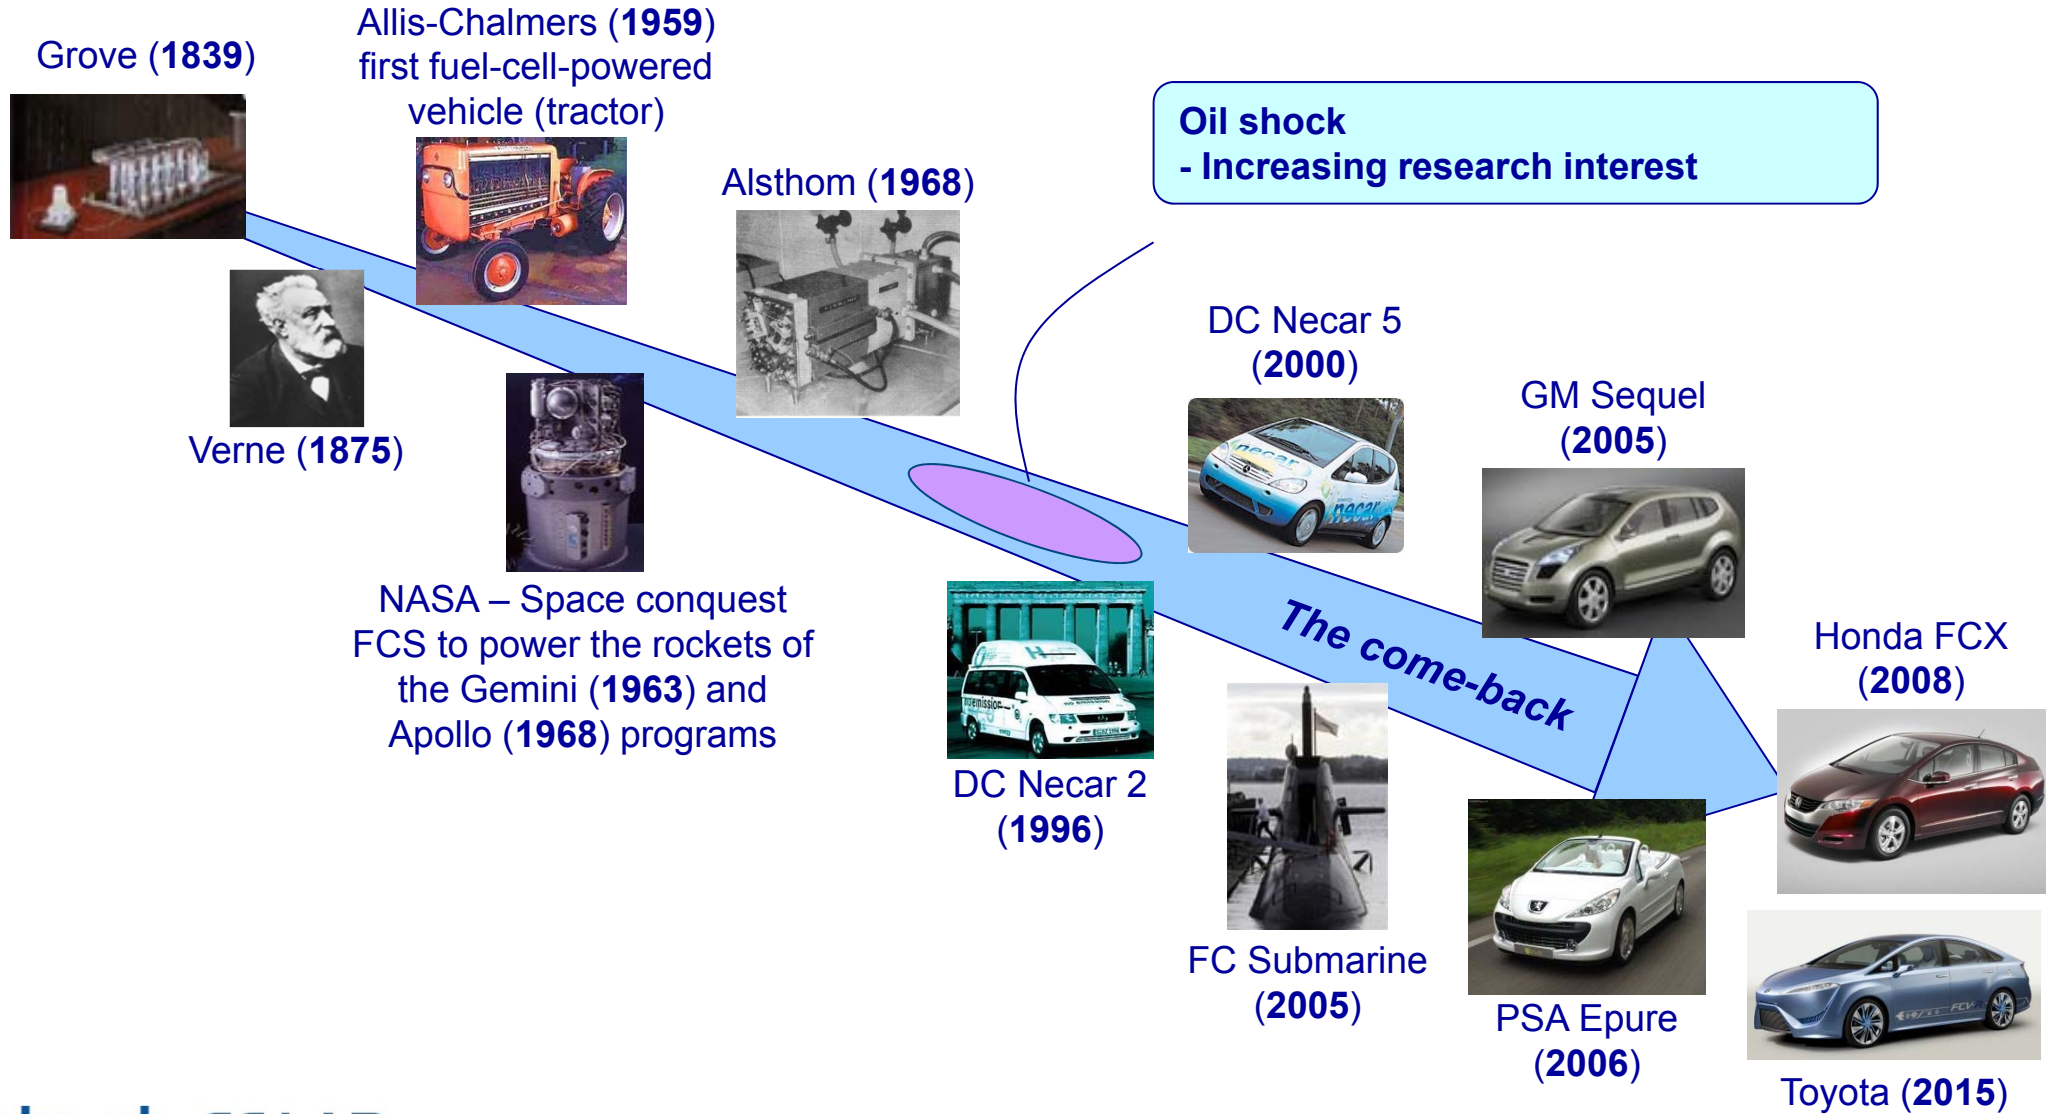 Grove (1839)
Allis-Chalmers (1959)
first fuel-cell-powered
vehicle (tractor)
Alsthom (1968)
Oil shock
- Increasing research interest
Verne (1875)
NASA – Space conquest
FCS to power the rockets of
the Gemini (1963) and
Apollo (1968) programs
DC Necar 5
(2000)
necar
necar
GM Sequel
(2005)
The come-back
DC Necar 2
(1996)
FC Submarine
(2005)
PSA Epure
(2006)
Honda FCX
(2008)
Toyota (2015)